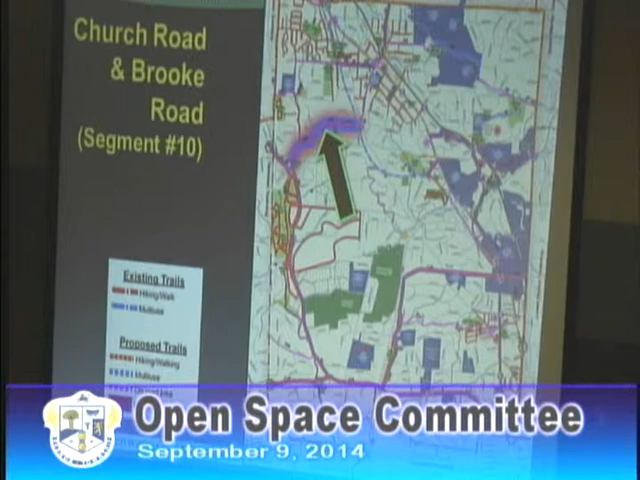 Church Road
& Brooke
Road
(Segment #10)
Existing Trails
Hiking/Walk
Multiuse
Proposed Trails
Hiking/Walking
Multiuse
Open Space Committee
September 9, 2014